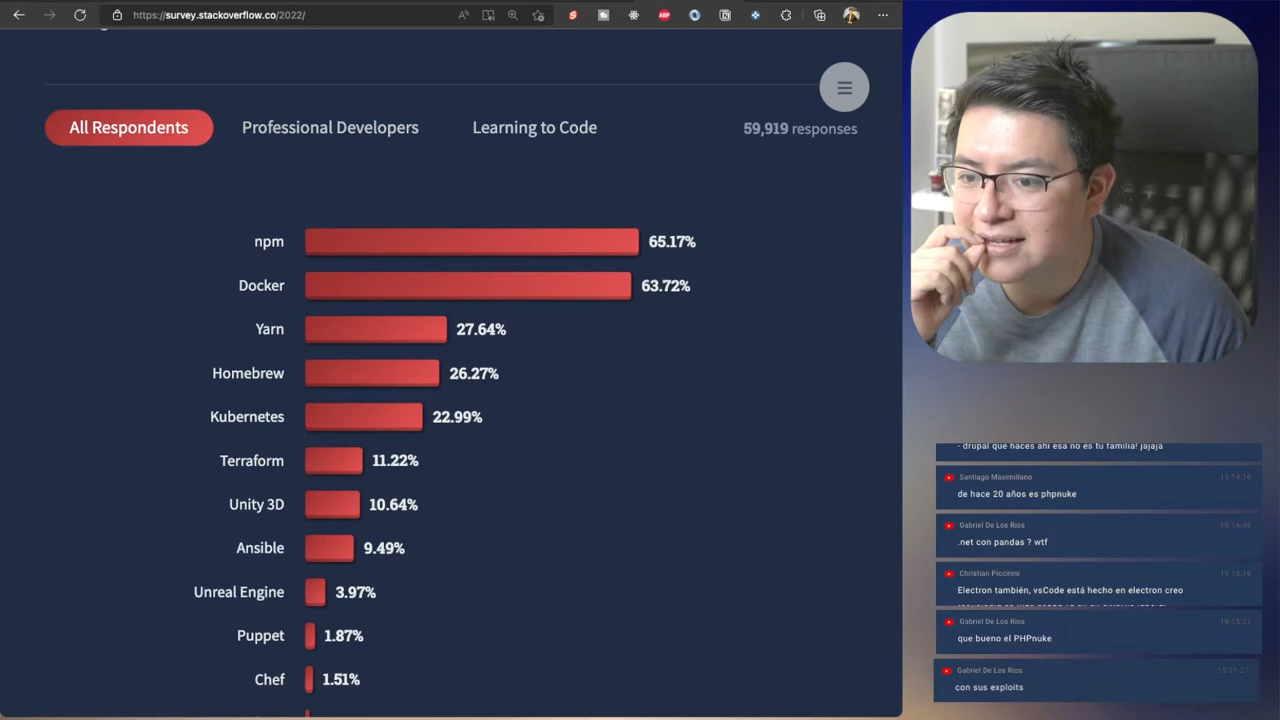 https://survey.stackoverflow.co/2022/
All Respondents
Professional Developers
Learning to Code
59,919 responses
npm 65.17%
Docker 63.72%
Yarn 27.64%
Homebrew 26.27%
Kubernetes 22.99%
Terraform 11.22%
Unity 3D 10.64%
Ansible 9.49%
Unreal Engine 3.97%
Puppet 1.87%
Chef 1.51%
- drupal que haces ahi esa no es tu familia! jajaja
Santiago Maximiliano
de hace 20 años es phpnuke
Gabriel De Los Rios
.net con pandas ? wtf
Christian Piccinini
Electron también, vsCode está hecho en electron creo
Gabriel De Los Rios 19:15:21
que bueno el PHPnuke
Gabriel De Los Rios
con sus exploits